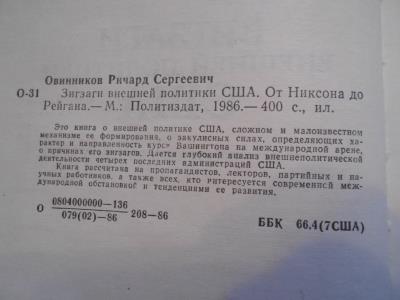 Овинников Ричард Сергеевич
О-31 Зигзаги внешней политики США. От Никсона до
Рейгана.— М.: Политиздат, 1986.— 400 с., ил.
Это книга о внешней политике США, сложном и малоизвестном
механизме ее формирования, о закулисных силах, определяющих ха-
рактер и направленность курса Вашингтона на международной арене,
о причинах его зигзагов. Дается глубокий анализ внешнеполитической
деятельности четырех последних администраций США.
Книга рассчитана на пропагандистов, лекторов, партийных и на-
учных работников, а также всех, кто интересуется современной меж-
дународной обстановкой и тенденциями ее развития.
О 0804000000—136
079(02)—86 208—86
ББК 66.4(7США)